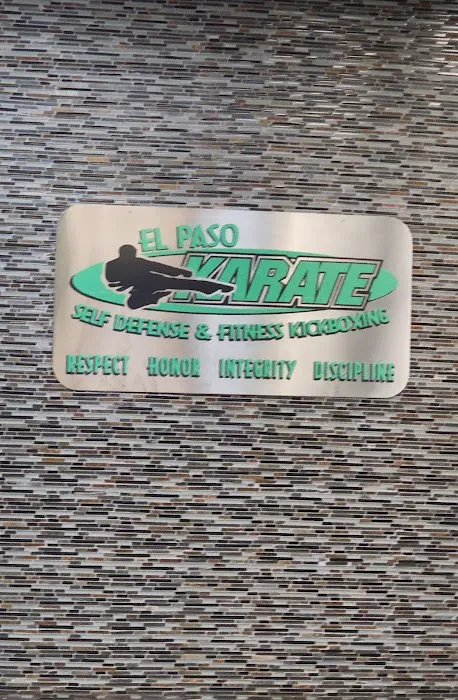 EL PASO
KARATE
SELF DEFENSE & FITNESS KICKBOXING
RESPECT HONOR INTEGRITY DISCIPLINE